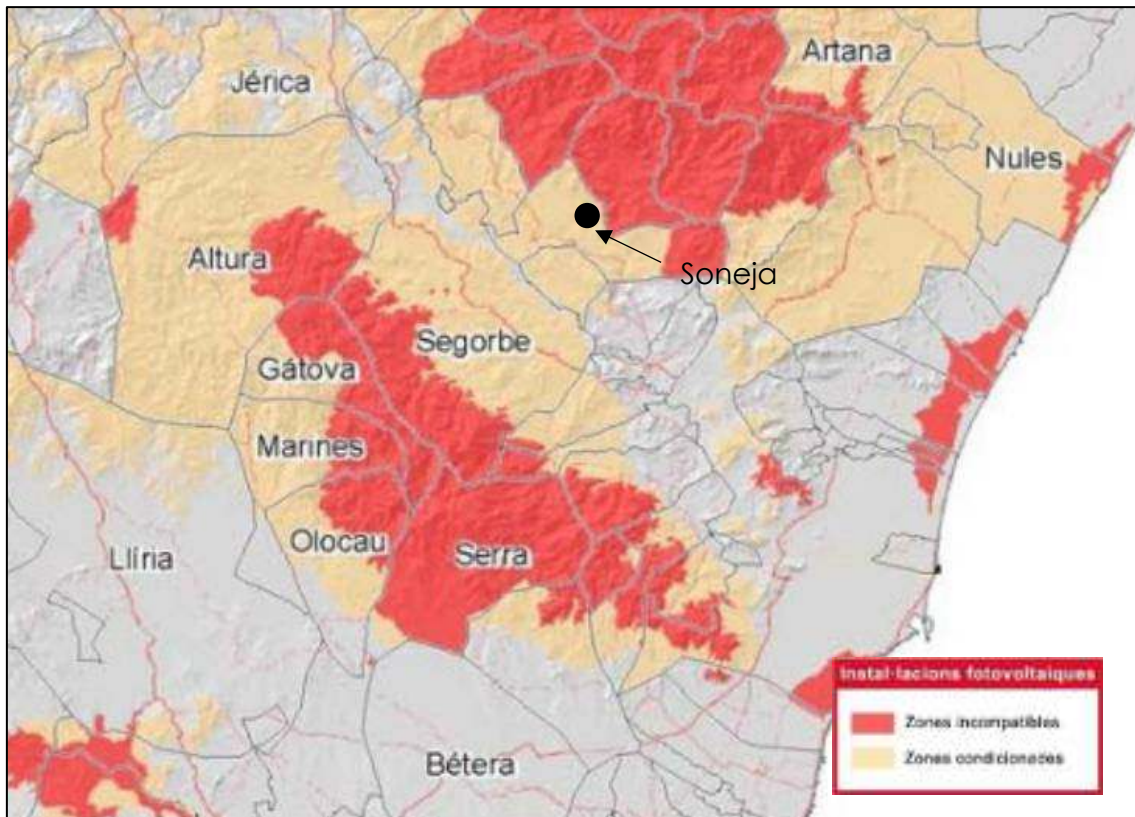 Artana
Jérica
Nules
Altura
Soneja
Segorbe
Gátova
Marines
Olocau
Serra
Llíria
Bétera
Instal·lacions fotovoltaiques
Zones incompatibles
Zones condicionades